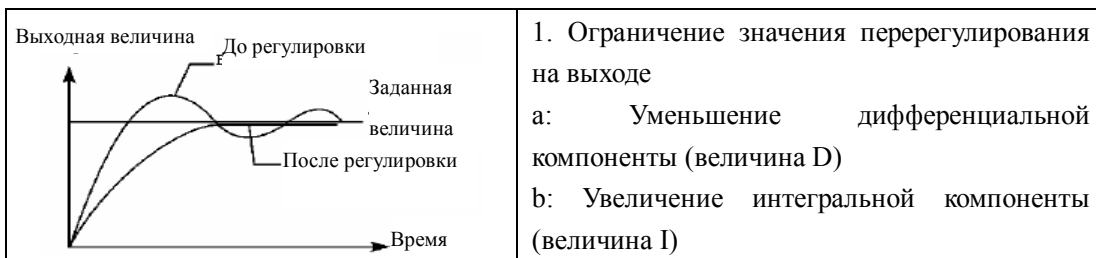 Выходная величина
До регулировки
Заданная
величина
После регулировки
Время
1. Ограничение значения перерегулирования
на выходе
a: Уменьшение дифференциальной
компоненты (величина D)
b: Увеличение интегральной компоненты
(величина I)